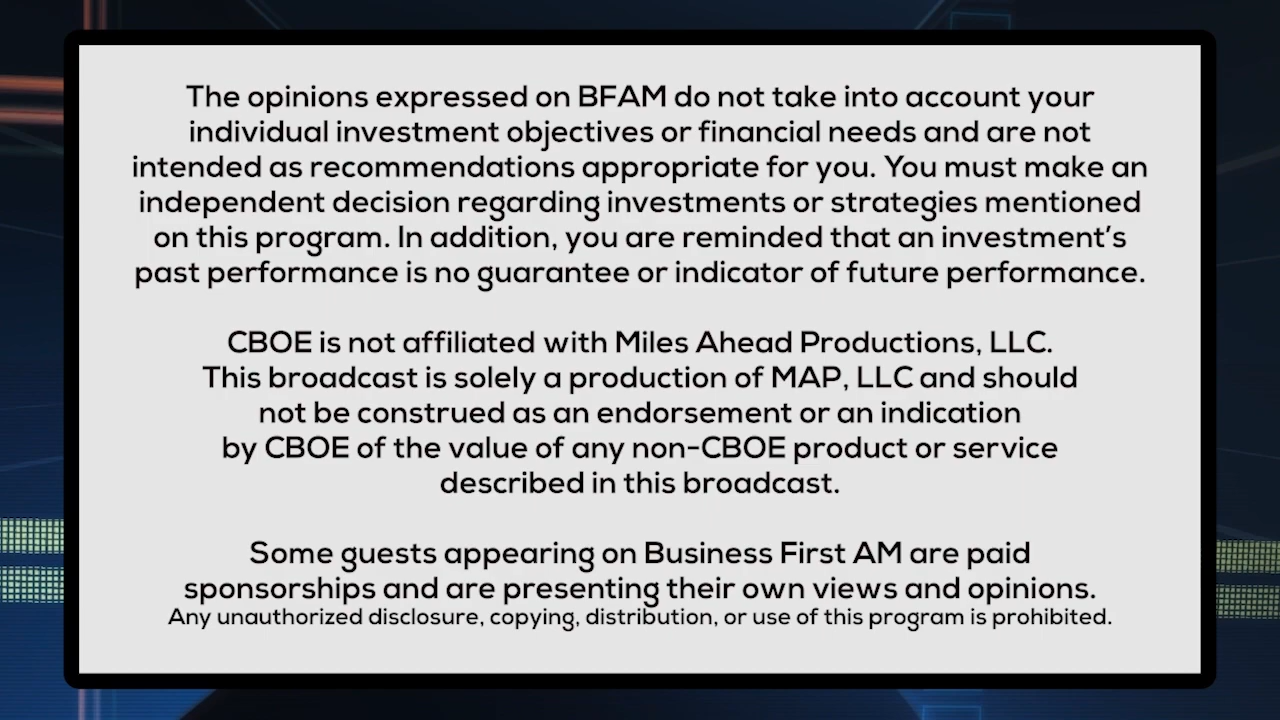 The opinions expressed on BFAM do not take into account your
individual investment objectives or financial needs and are not
intended as recommendations appropriate for you. You must make an
independent decision regarding investments or strategies mentioned
on this program. In addition, you are reminded that an investment's
past performance is no guarantee or indicator of future performance.
CBOE is not affiliated with Miles Ahead Productions, LLC.
This broadcast is solely a production of MAP, LLC and should
not be construed as an endorsement or an indication
by CBOE of the value of any non-CBOE product or service
described in this broadcast.
Some guests appearing on Business First AM are paid
sponsorships and are presenting their own views and opinions.
Any unauthorized disclosure, copying, distribution, or use of this program is prohibited.